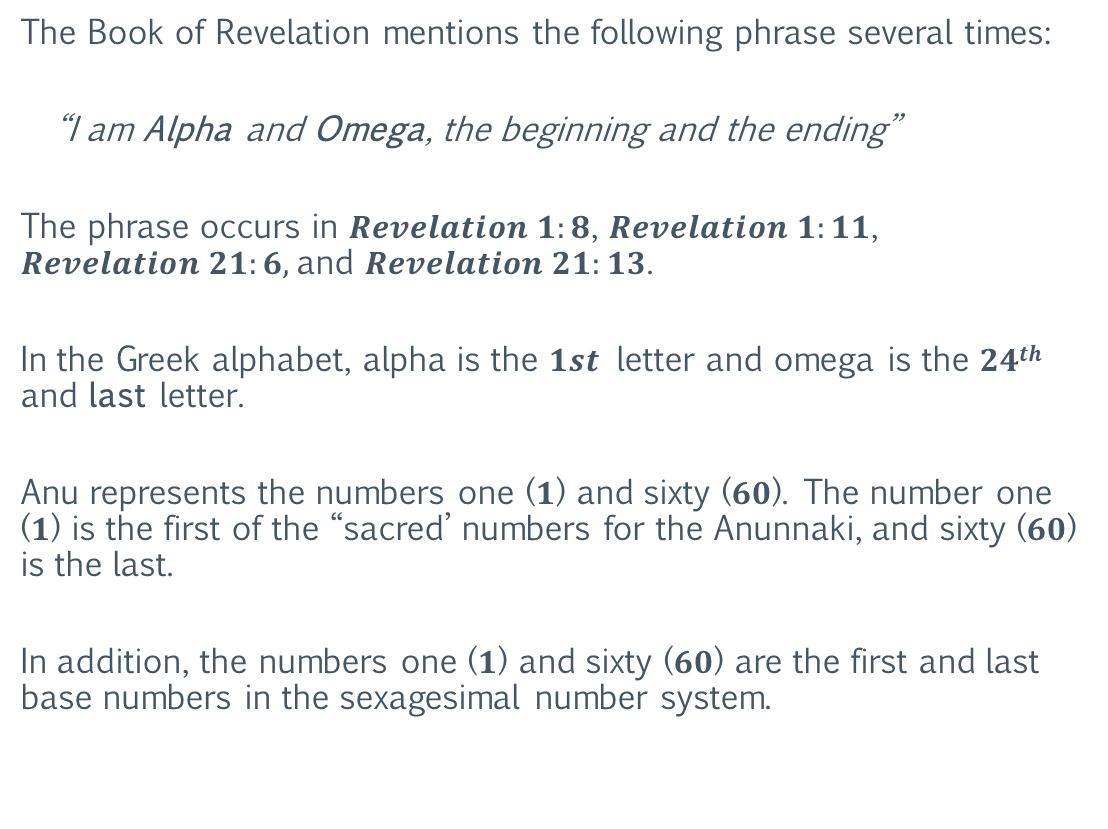 The Book of Revelation mentions the following phrase several times:
“I am Alpha and Omega, the beginning and the ending”
The phrase occurs in Revelation 1:8, Revelation 1:11,
Revelation 21:6, and Revelation 21:13.
In the Greek alphabet, alpha is the 1st letter and omega is the 24th
and last letter.
Anu represents the numbers one (1) and sixty (60). The number one
(1) is the first of the “sacred’ numbers for the Anunnaki, and sixty (60)
is the last.
In addition, the numbers one (1) and sixty (60) are the first and last
base numbers in the sexagesimal number system.